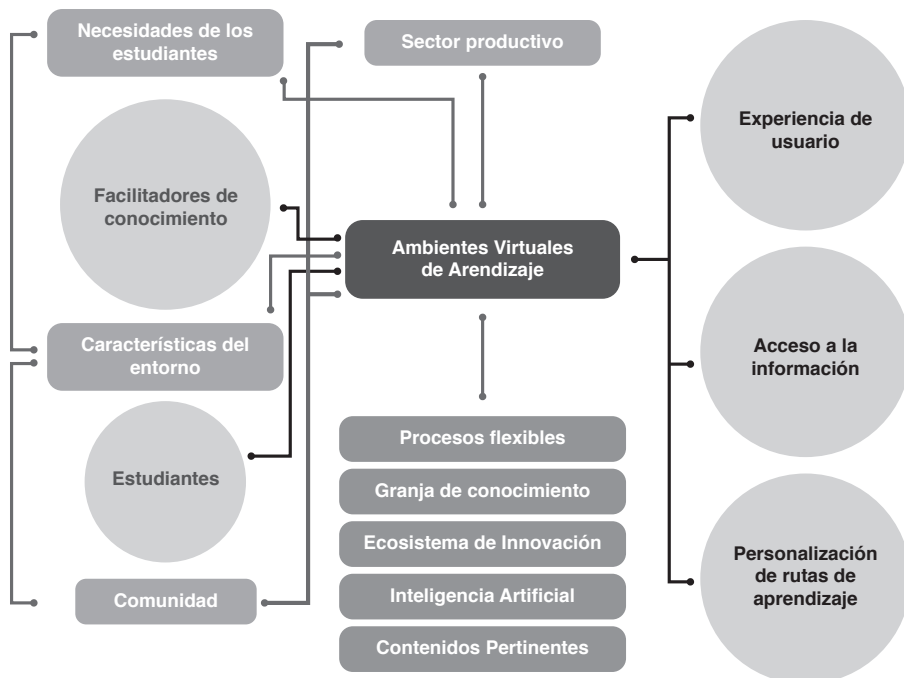 Necesidades de los
estudiantes
Sector productivo
Experiencia de
usuario
Facilitadores de
conocimiento
Ambientes Virtuales
de Arendizaje
Características del
entorno
Acceso a la
información
Procesos flexibles
Estudiantes
Granja de conocimiento
Ecosistema de Innovación
Personalización
de rutas de
aprendizaje
Inteligencia Artificial
Comunidad
Contenidos Pertinentes